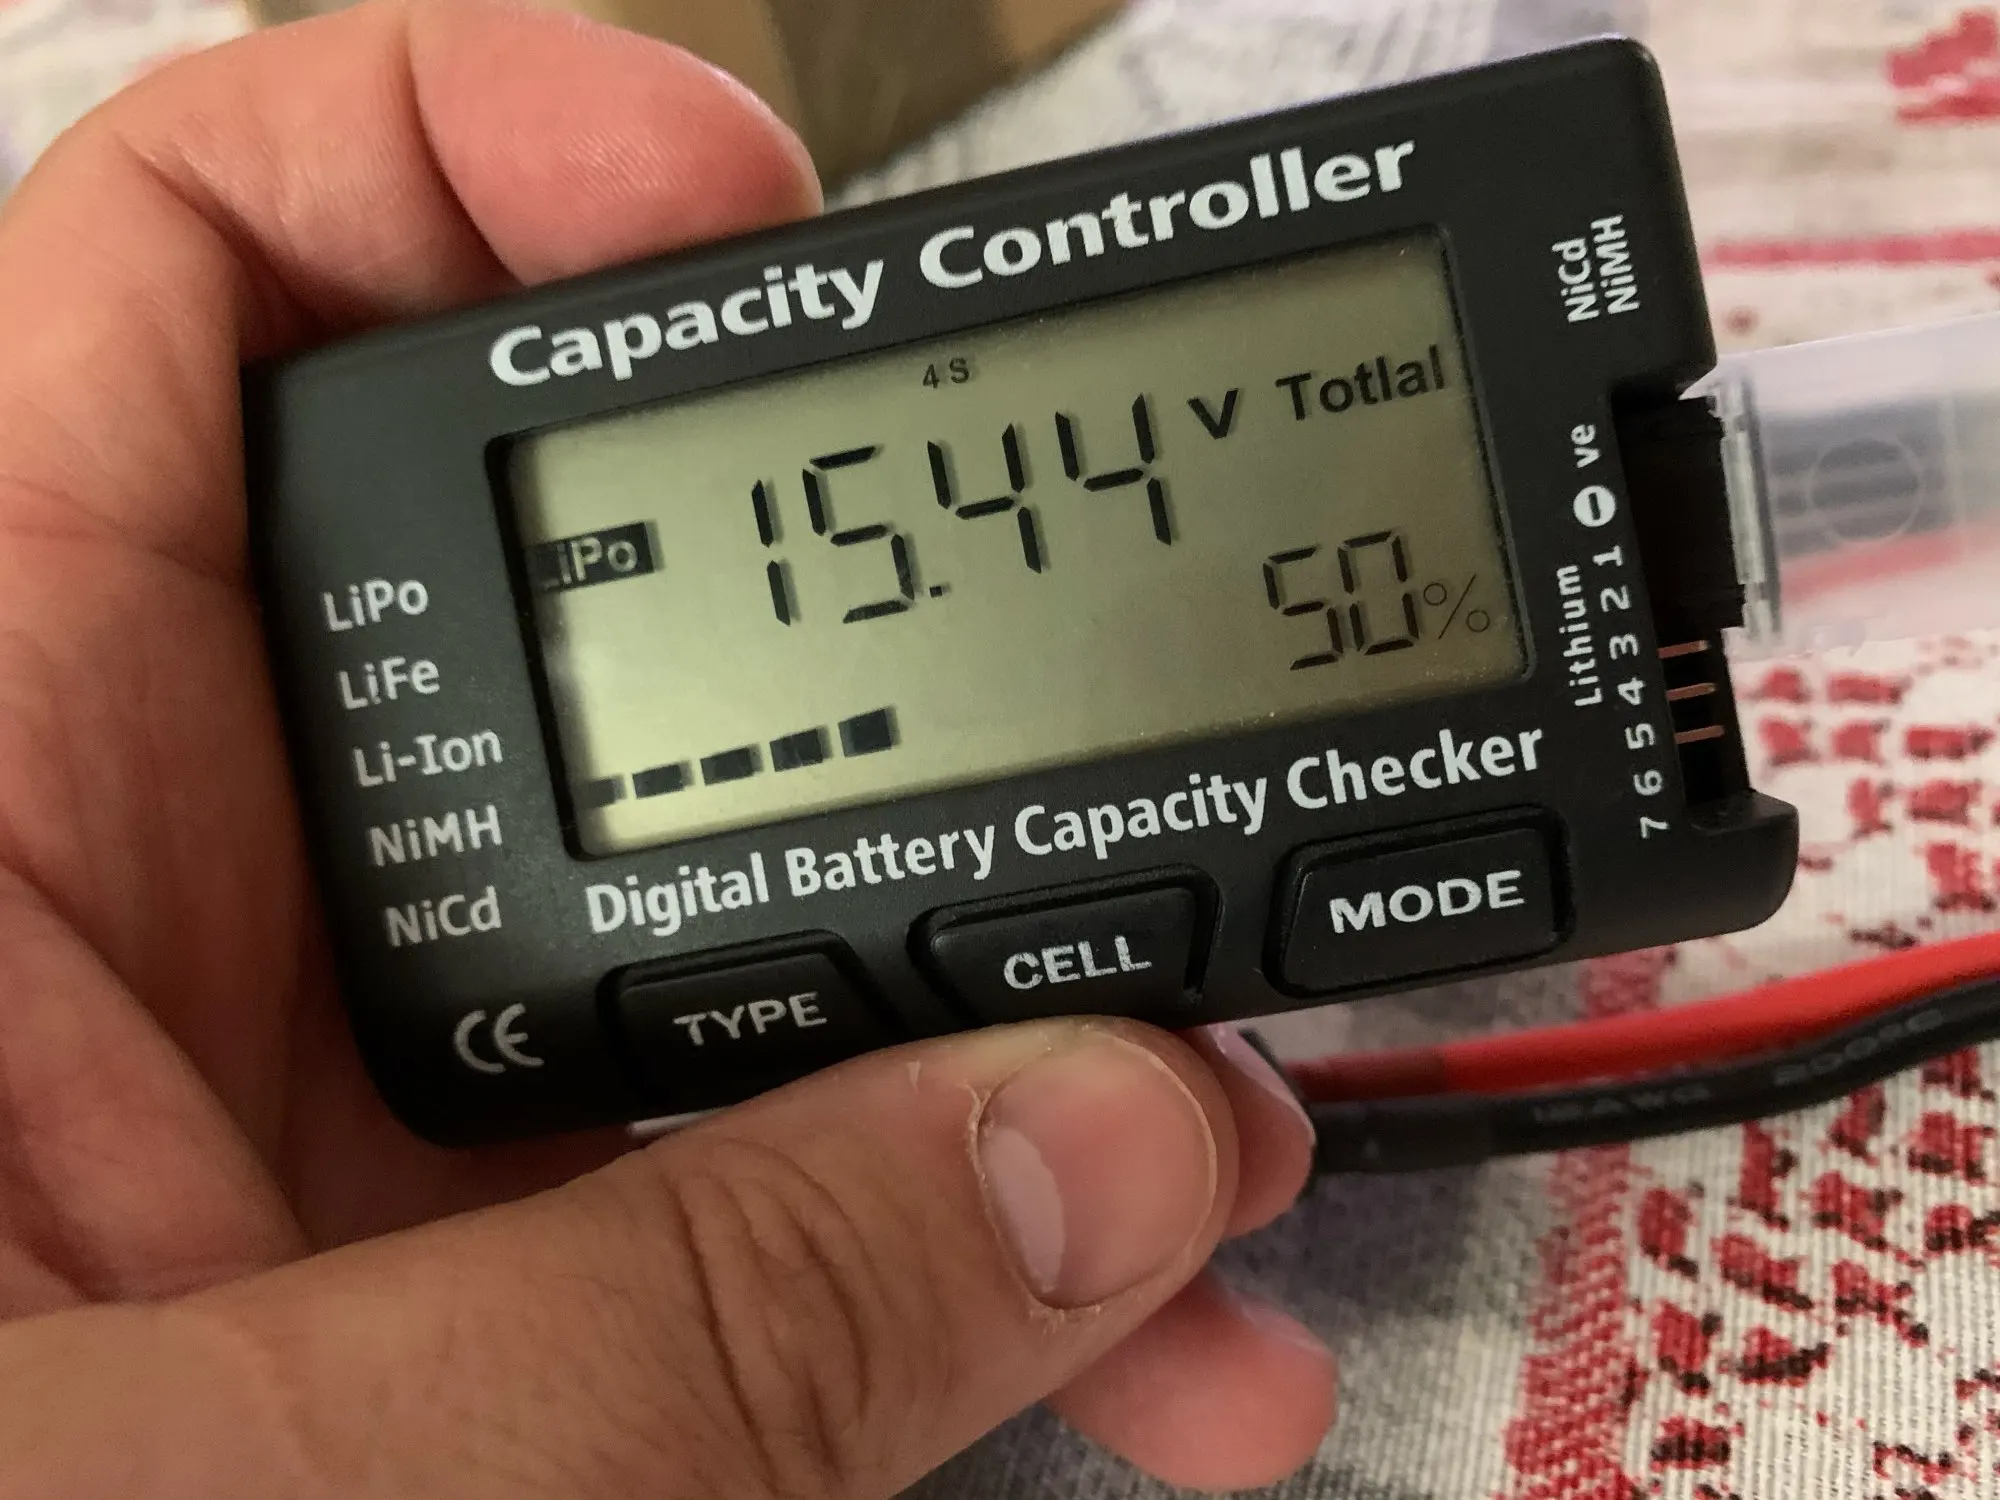 Capacity Controller
NiCd
NiMH
4S
LiPo
15.44 V Totlal
50%
LiPo
LiFe
Li-Ion
NiMH
NiCd
Lithium
7 6 5 4 3 2 1 ⊖ ve
Digital Battery Capacity Checker
CE
TYPE
CELL
MODE